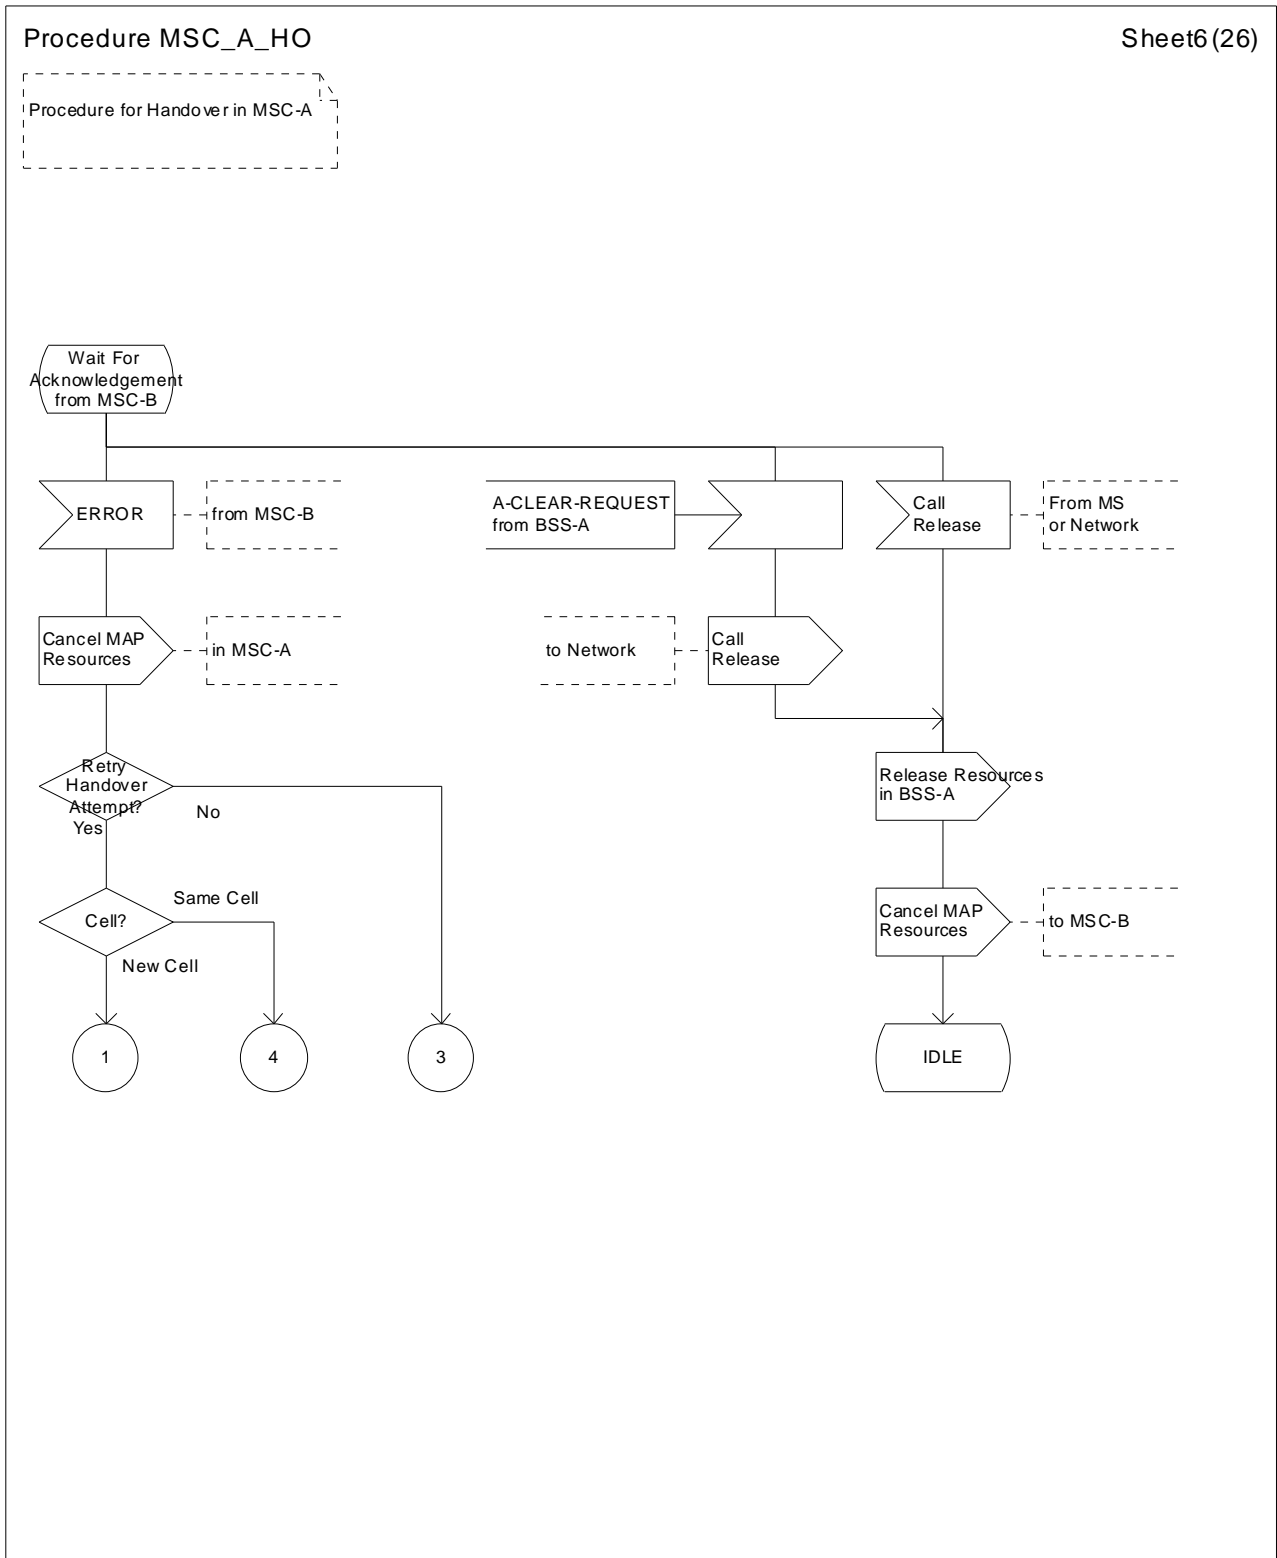 Procedure MSC_A_HO
Sheet6(26)
Procedure for Handover in MSC-A
Wait For
Acknowledgement
from MSC-B
ERROR
from MSC-B
A-CLEAR-REQUEST
from BSS-A
Call
Release
From MS
or Network
Cancel MAP
Resources
in MSC-A
to Network
Call
Release
Retry
Handover
Attempt?
Yes
No
Release Resources
in BSS-A
Cell?
Same Cell
New Cell
Cancel MAP
Resources
to MSC-B
1
4
3
IDLE